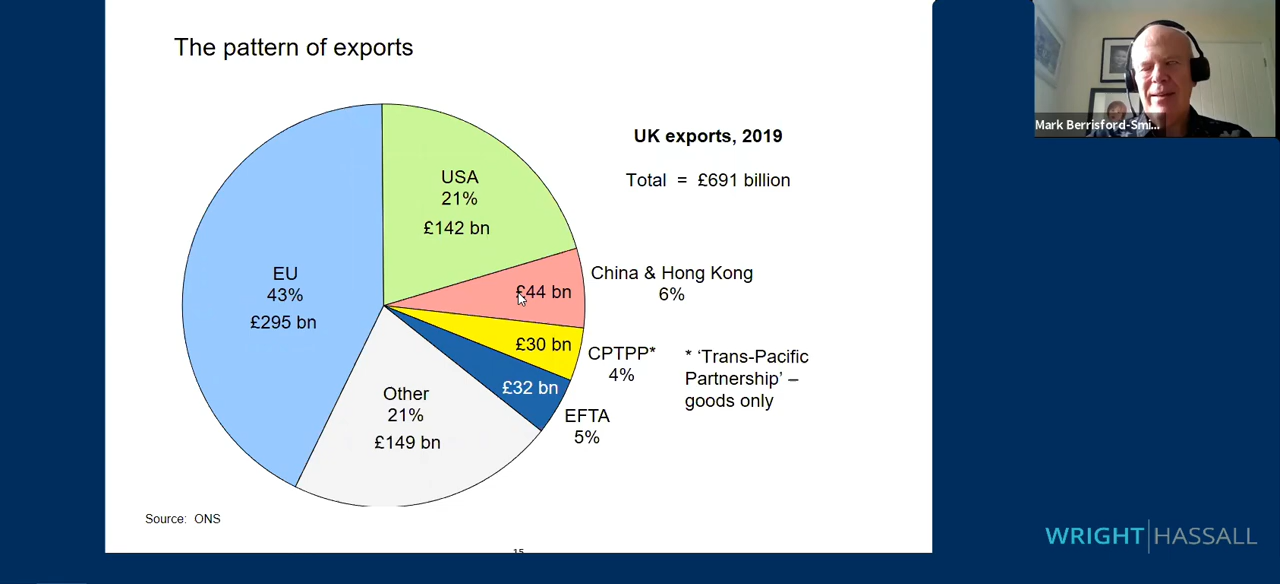 The pattern of exports
UK exports, 2019
Total = £691 billion
USA
21%
£142 bn
China & Hong Kong
6%
£44 bn
CPTPP*
4%
£30 bn
* ‘Trans-Pacific
Partnership’ –
goods only
EFTA
5%
£32 bn
Other
21%
£149 bn
EU
43%
£295 bn
Source: ONS
15
Mark Berrisford-Smi...
WRIGHT|HASSALL